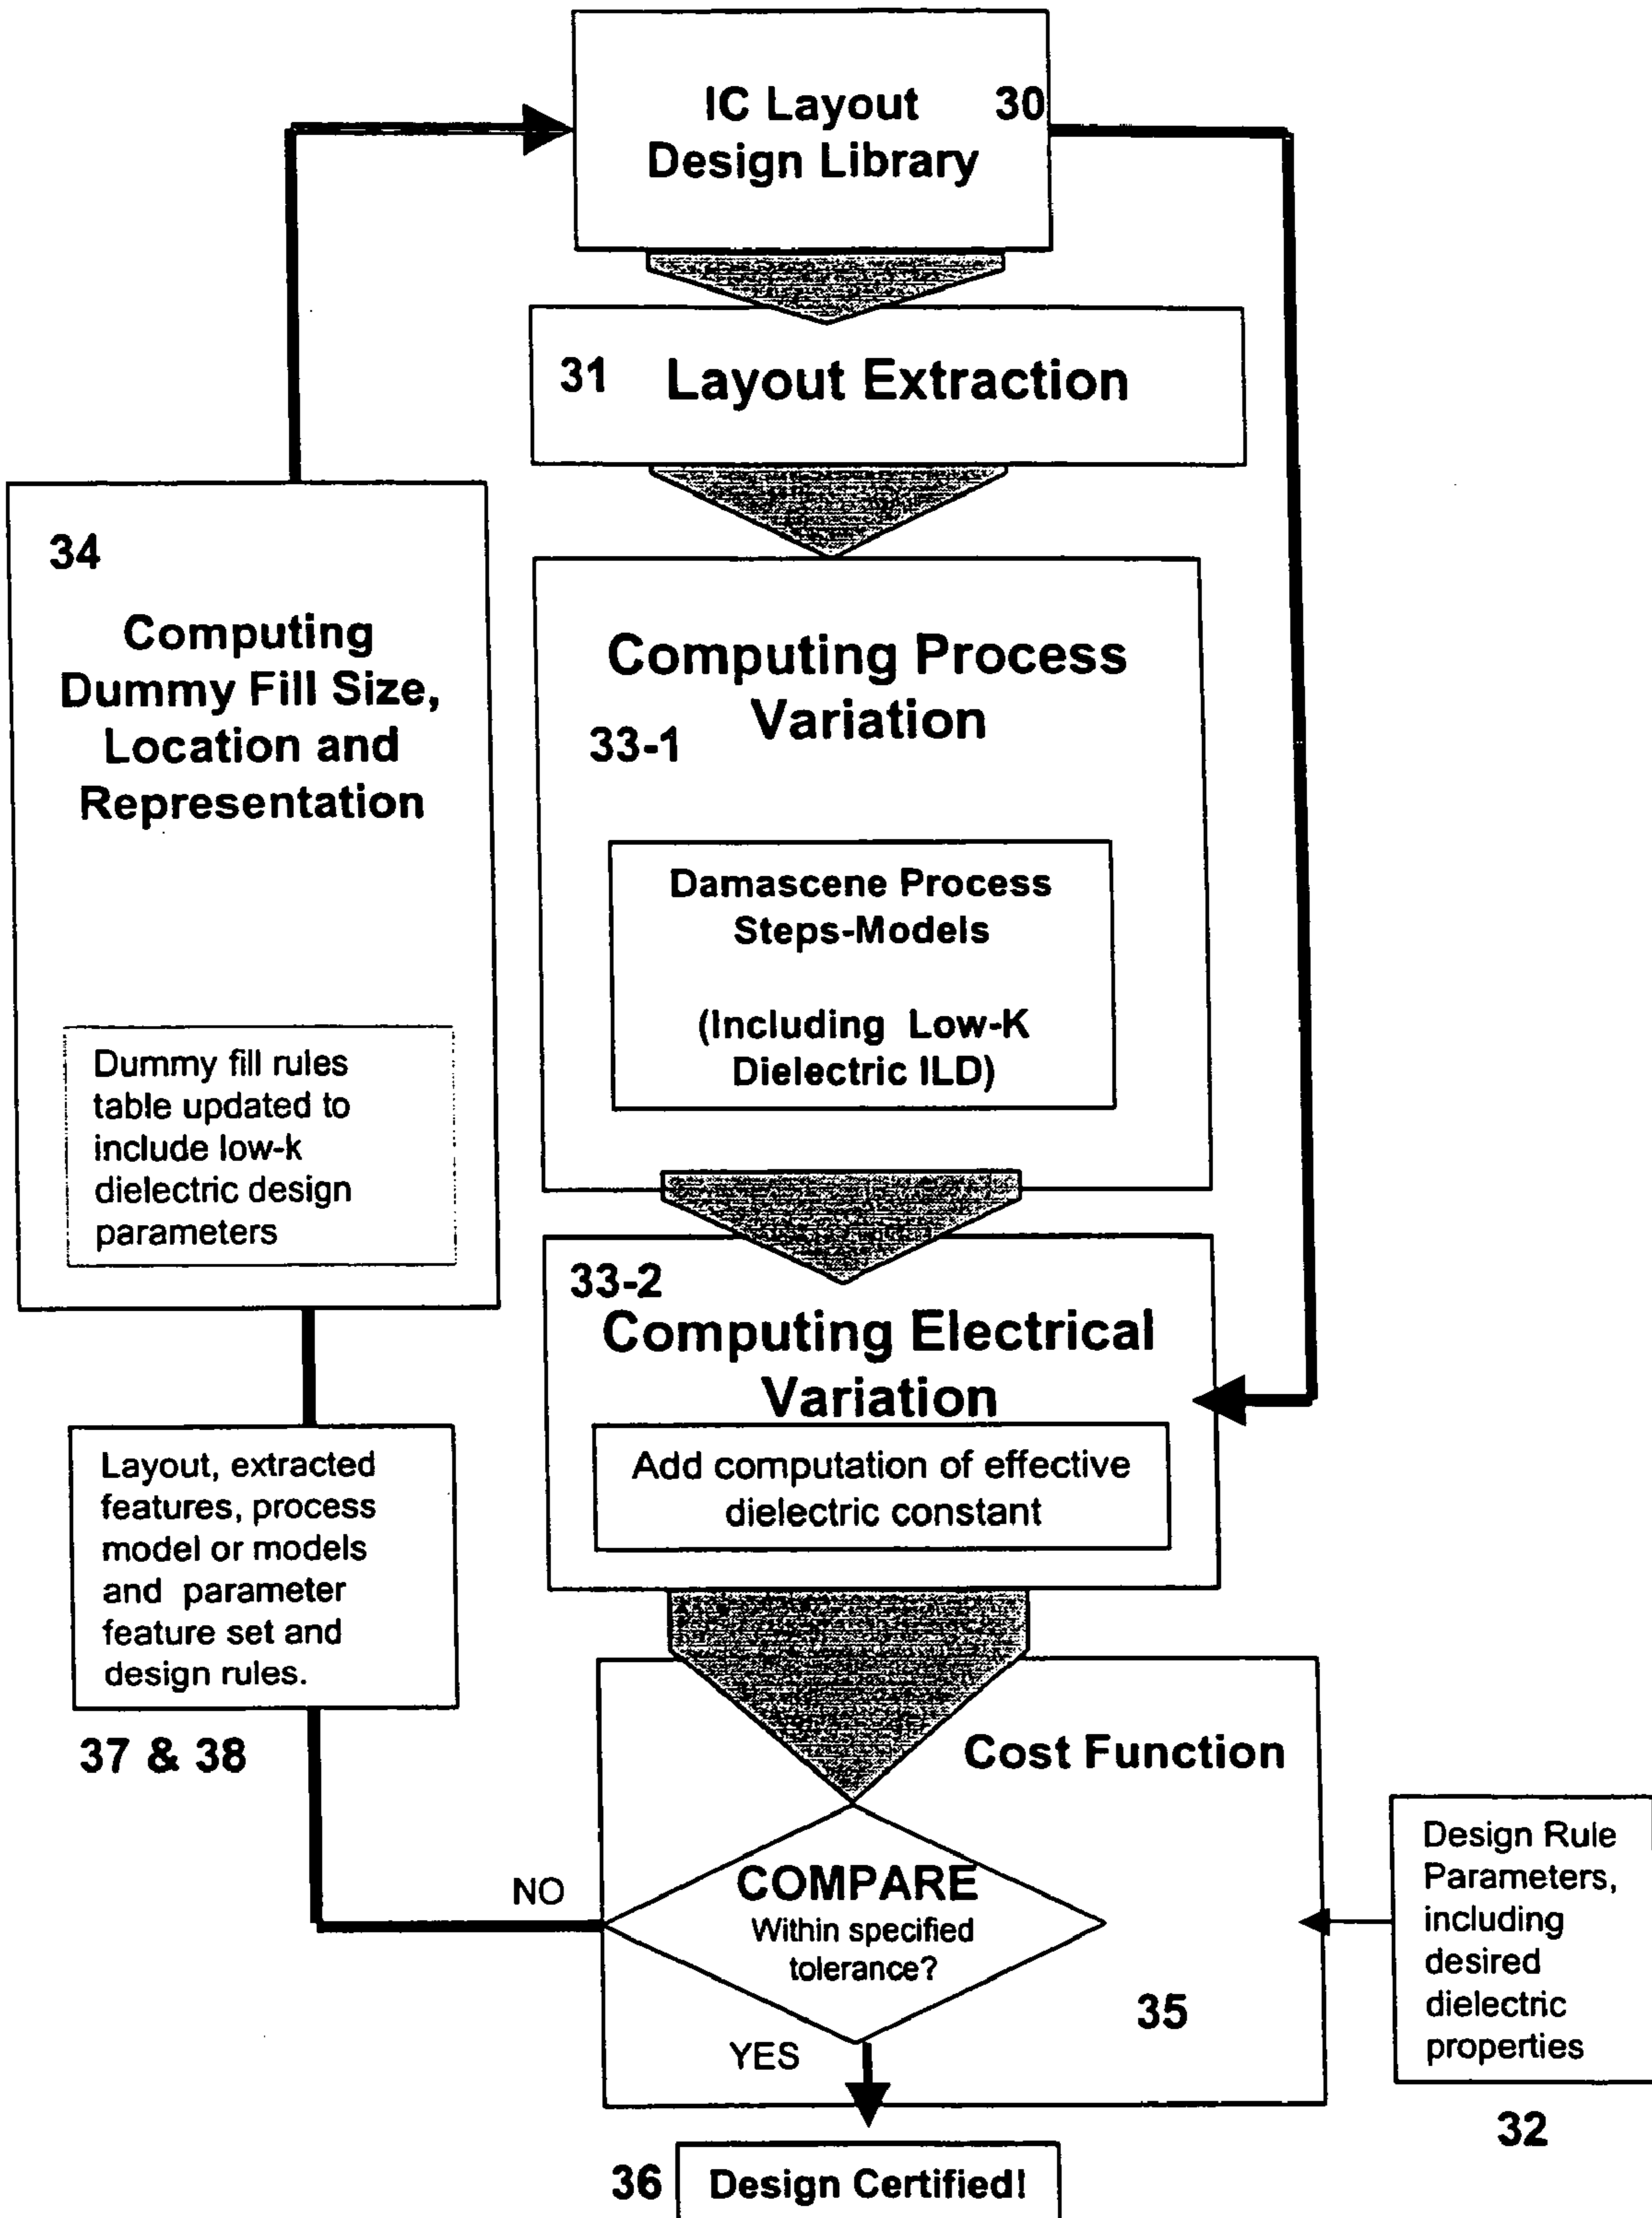 IC Layout 30
Design Library
31 Layout Extraction
34
Computing
Dummy Fill Size,
Location and
Representation
Dummy fill rules
table updated to
include low-k
dielectric design
parameters
Computing Process
Variation
33-1
Damascene Process
Steps-Models
(Including Low-K
Dielectric ILD)
33-2
Computing Electrical
Variation
Add computation of effective
dielectric constant
Layout, extracted
features, process
model or models
and parameter
feature set and
design rules.
37 & 38
Cost Function
NO
COMPARE
Within specified
tolerance?
35
YES
Design Rule
Parameters,
including
desired
dielectric
properties
32
36 Design Certified!